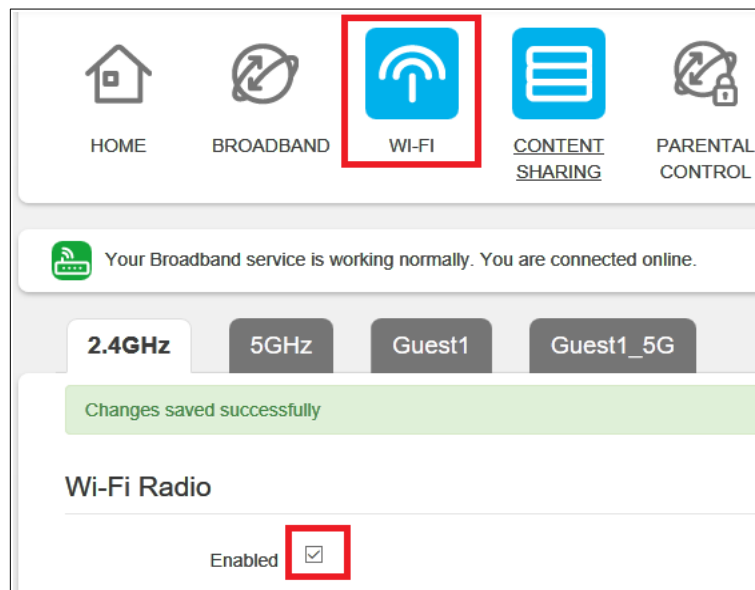 HOME
BROADBAND
WI-FI
CONTENT
SHARING
PARENTAL
CONTROL
Your Broadband service is working normally. You are connected online.
2.4GHz
5GHz
Guest1
Guest1_5G
Changes saved successfully
Wi-Fi Radio
Enabled